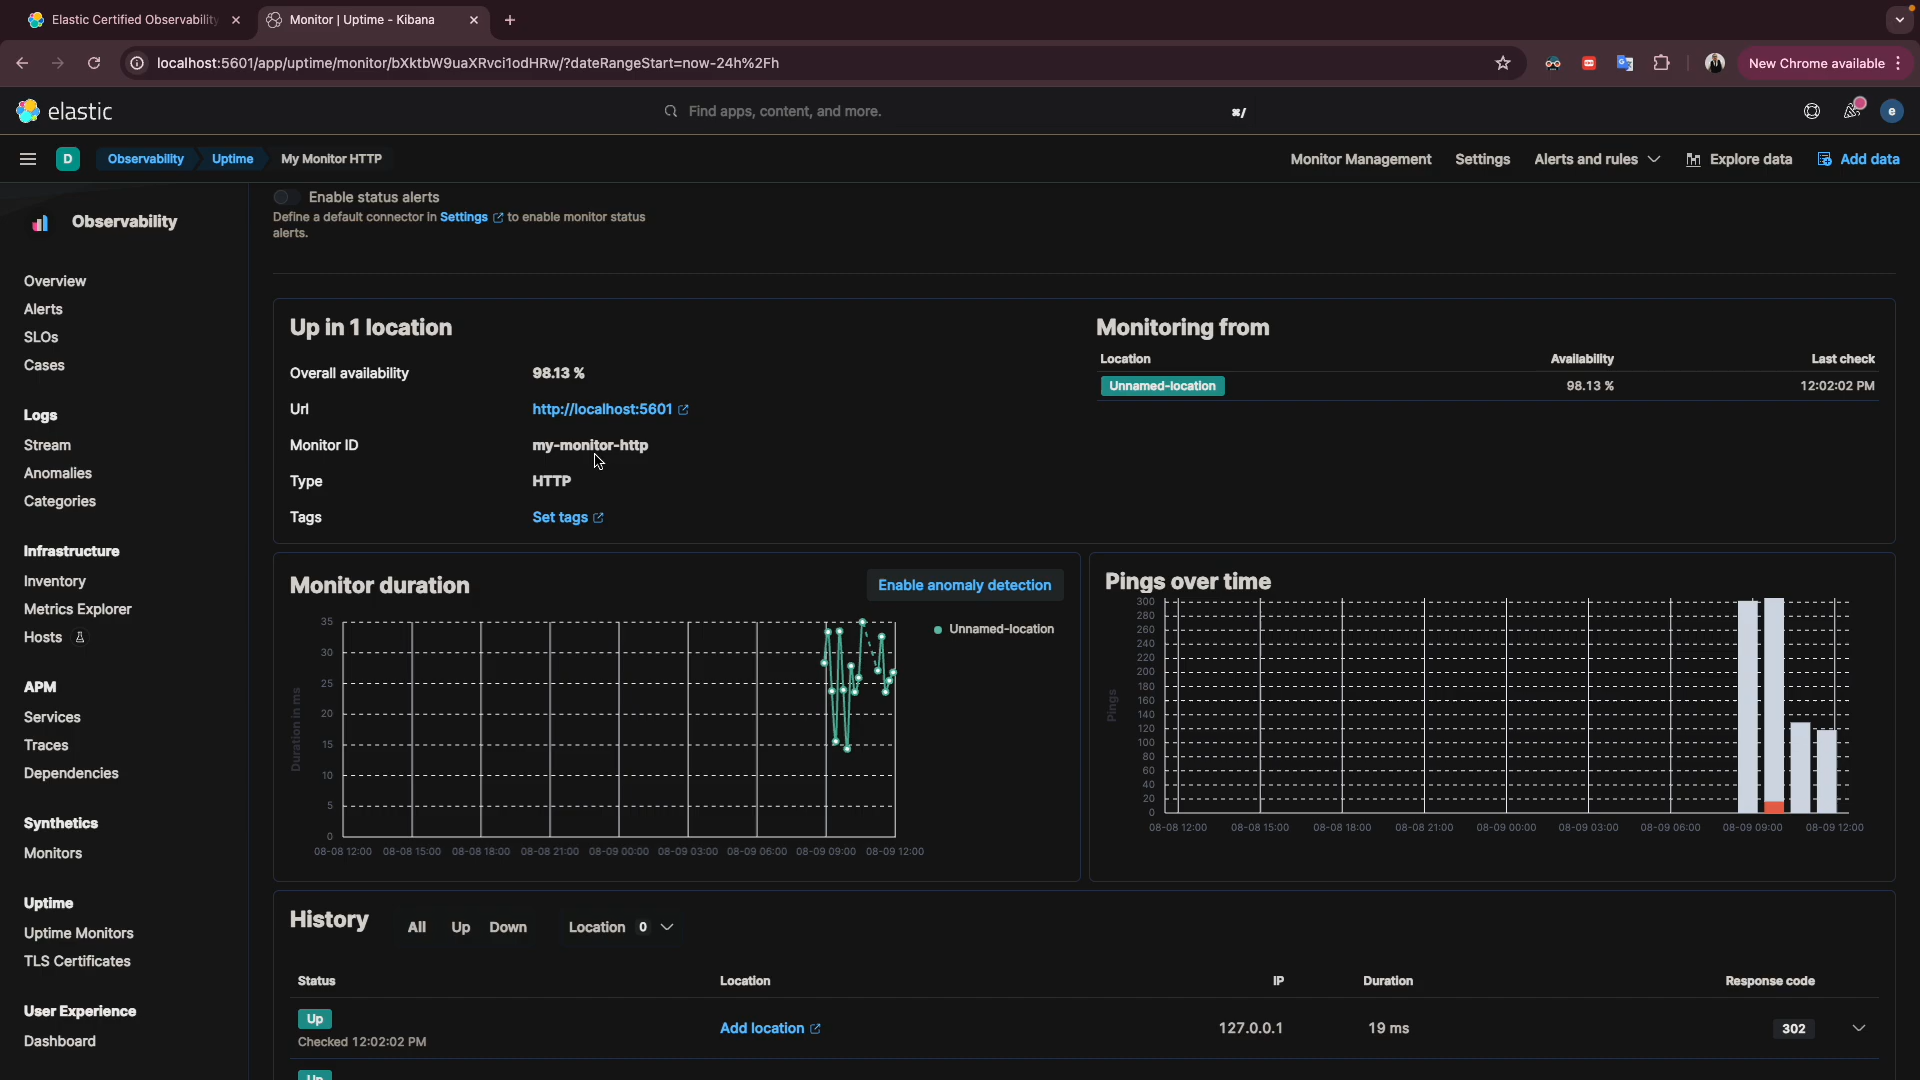 Elastic Certified Observability
Monitor | Uptime - Kibana
localhost:5601/app/uptime/monitor/bXktbW9uaXRvci1odHRw/?dateRangeStart=now-24h%2Fh
New Chrome available
elastic
Find apps, content, and more.
⌘/
e
D
Observability
Uptime
My Monitor HTTP
Monitor Management
Settings
Alerts and rules
Explore data
Add data
Observability
Overview
Alerts
SLOs
Cases
Logs
Stream
Anomalies
Categories
Infrastructure
Inventory
Metrics Explorer
Hosts
APM
Services
Traces
Dependencies
Synthetics
Monitors
Uptime
Uptime Monitors
TLS Certificates
User Experience
Dashboard
Enable status alerts
Define a default connector in Settings to enable monitor status
alerts.
Up in 1 location
Overall availability 98.13 %
Url http://localhost:5601
Monitor ID my-monitor-http
Type HTTP
Tags Set tags
Monitoring from
Location Availability Last check
Unnamed-location 98.13 % 12:02:02 PM
Monitor duration
Enable anomaly detection
Unnamed-location
Duration in ms
35
30
25
20
15
10
5
0
08-08 12:00 08-08 15:00 08-08 18:00 08-08 21:00 08-09 00:00 08-09 03:00 08-09 06:00 08-09 09:00 08-09 12:00
Pings over time
Pings
300
280
260
240
220
200
180
160
140
120
100
80
60
40
20
0
08-08 12:00 08-08 15:00 08-08 18:00 08-08 21:00 08-09 00:00 08-09 03:00 08-09 06:00 08-09 09:00 08-09 12:00
History
All Up Down
Location 0
Status Location IP Duration Response code
Up
Add location 127.0.0.1 19 ms 302
Checked 12:02:02 PM
Up